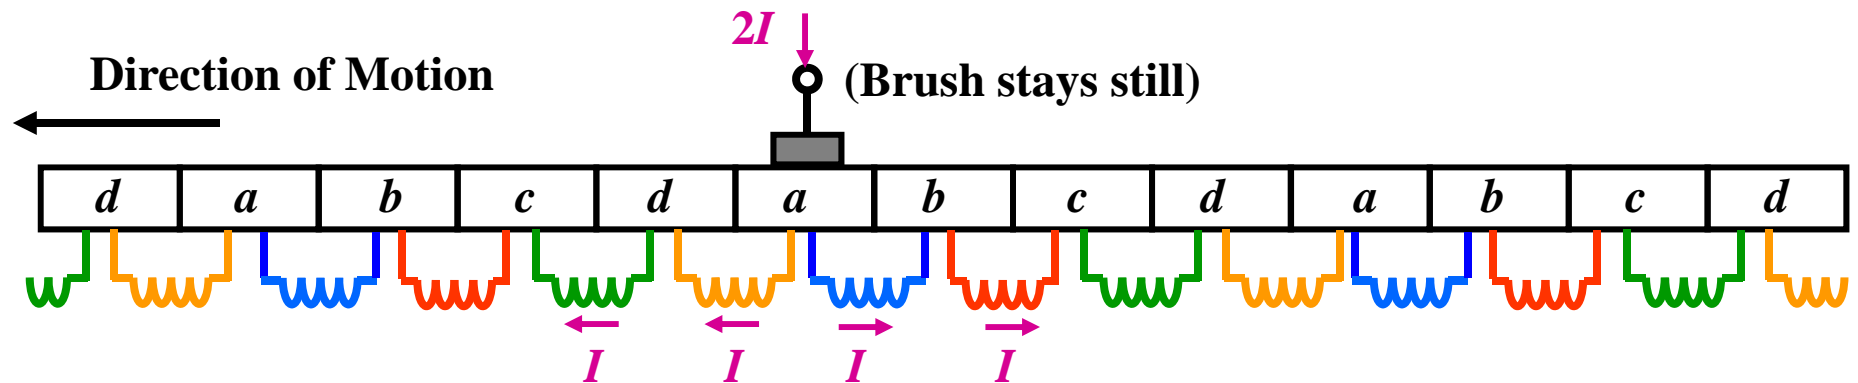 2I
Direction of Motion
(Brush stays still)
d a b c d a b c d a b c d
I I I I